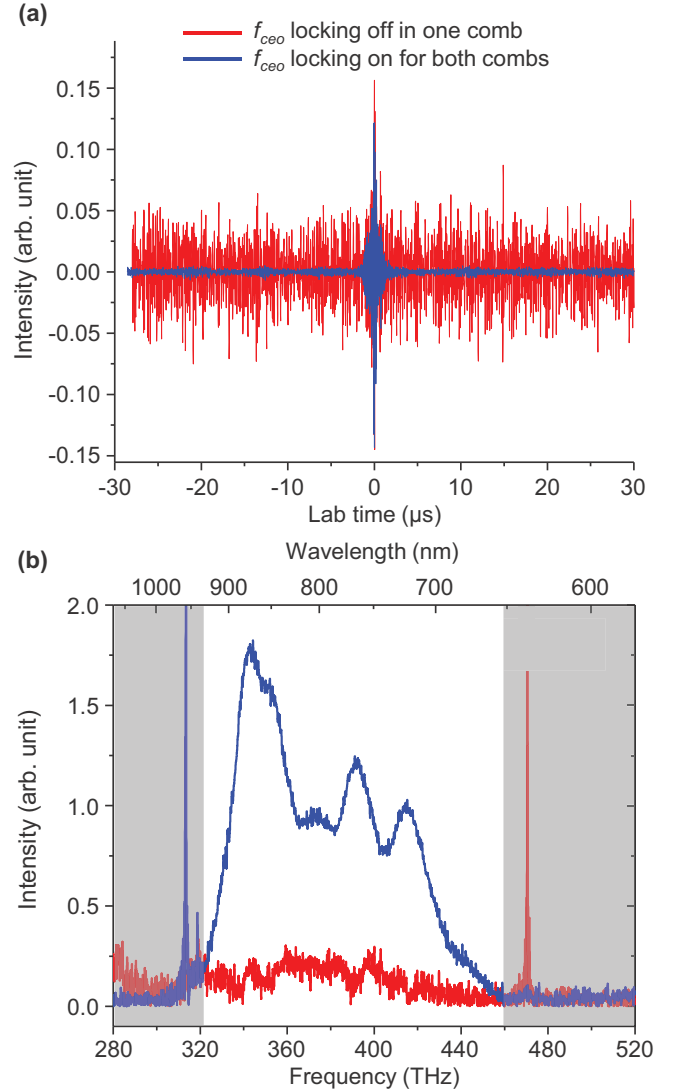 (a)
f_ceo locking off in one comb
f_ceo locking on for both combs
Intensity (arb. unit)
0.15
0.10
0.05
0.00
-0.05
-0.10
-0.15
-30 -20 -10 0 10 20 30
Lab time (µs)
(b)
Wavelength (nm)
1000 900 800 700 600
Intensity (arb. unit)
2.0
1.5
1.0
0.5
0.0
280 320 360 400 440 480 520
Frequency (THz)